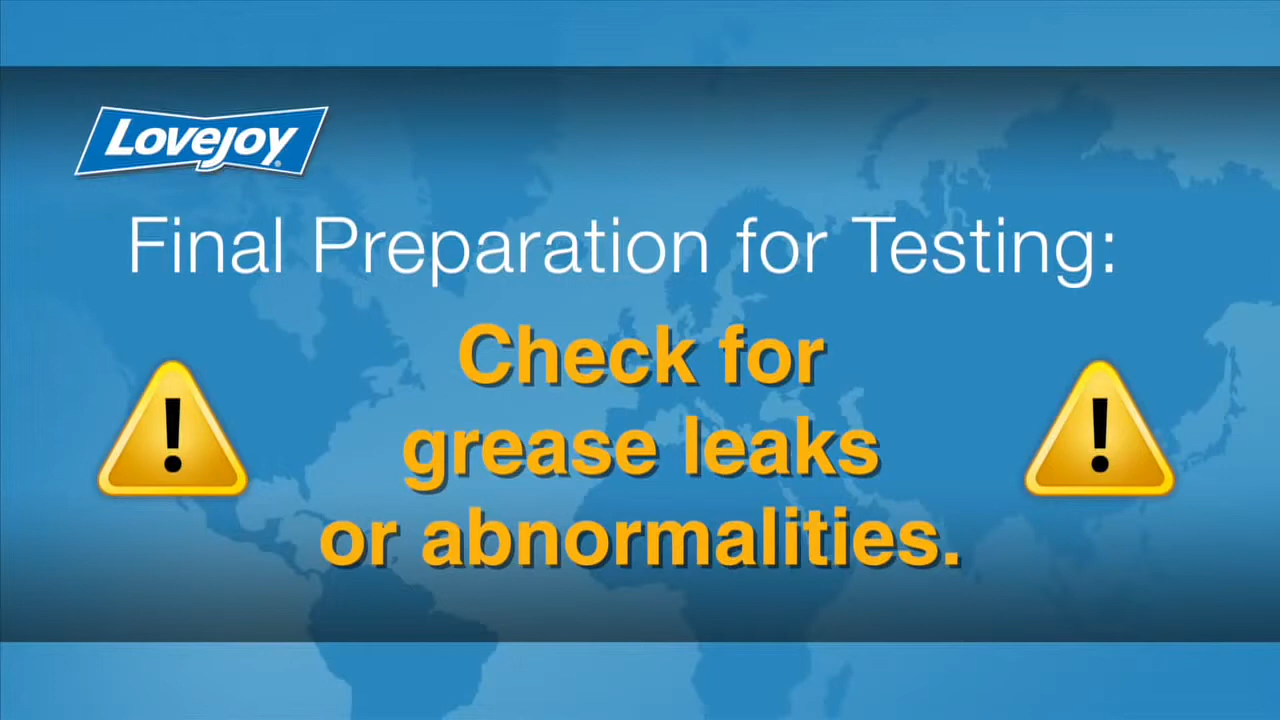 Lovejoy®
Final Preparation for Testing:
Check for
grease leaks
or abnormalities.
!
!